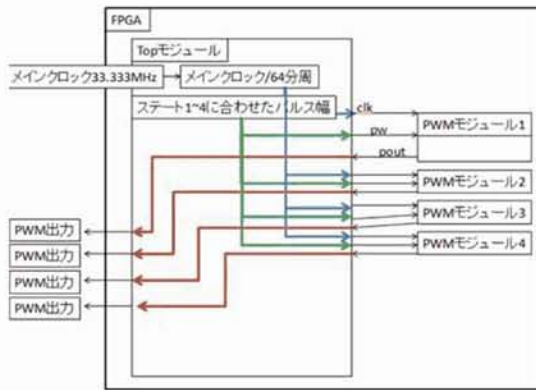 FPGA
Topモジュール
メインクロック33.333MHz
メインクロック/64分周
ステート1~4に合わせたパルス幅
clk
pw
pout
PWMモジュール1
PWMモジュール2
PWMモジュール3
PWMモジュール4
PWM出力
PWM出力
PWM出力
PWM出力